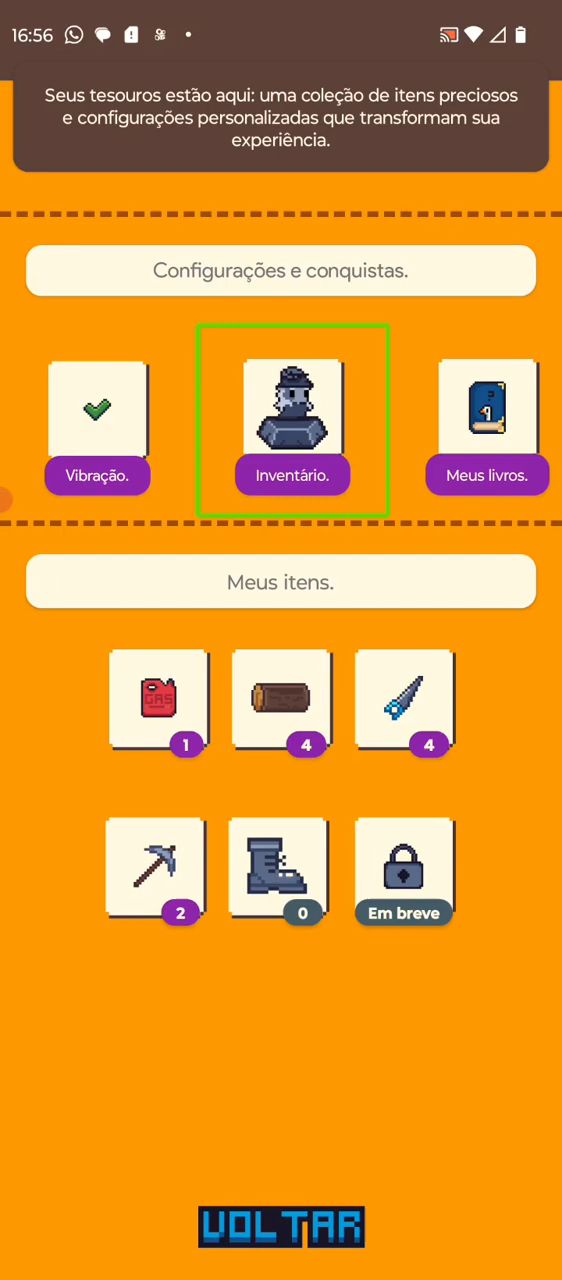 16:56
Seus tesouros estão aqui: uma coleção de itens preciosos
e configurações personalizadas que transformam sua
experiência.
Configurações e conquistas.
Vibração.
Inventário.
Meus livros.
Meus itens.
GAS
1
4
4
2
0
Em breve
VOLTAR